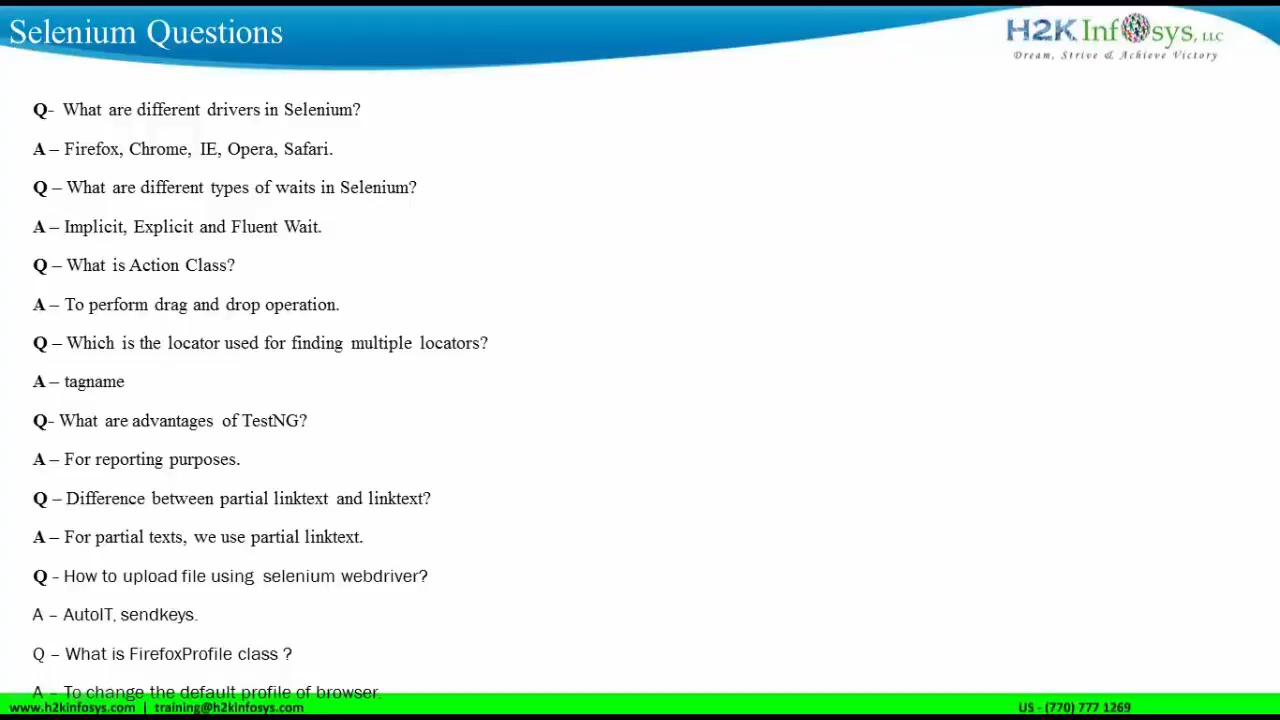 Selenium Questions
H2K Infosys, LLC
Dream, Strive & Achieve Victory
Q- What are different drivers in Selenium?
A – Firefox, Chrome, IE, Opera, Safari.
Q – What are different types of waits in Selenium?
A – Implicit, Explicit and Fluent Wait.
Q – What is Action Class?
A – To perform drag and drop operation.
Q – Which is the locator used for finding multiple locators?
A – tagname
Q- What are advantages of TestNG?
A – For reporting purposes.
Q – Difference between partial linktext and linktext?
A – For partial texts, we use partial linktext.
Q - How to upload file using selenium webdriver?
A – AutoIT, sendkeys.
Q – What is FirefoxProfile class ?
A – To change the default profile of browser.
www.h2kinfosys.com | training@h2kinfosys.com
US - (770) 777 1269